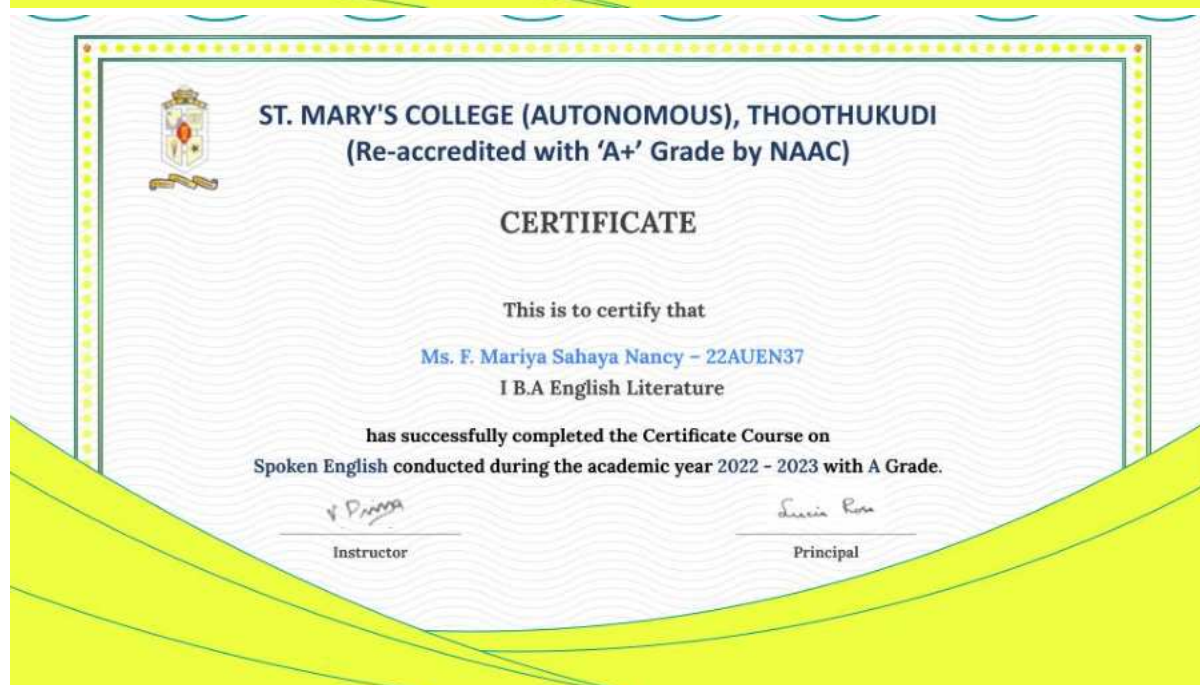 ST. MARY'S COLLEGE (AUTONOMOUS), THOOTHUKUDI
(Re-accredited with ‘A+’ Grade by NAAC)
CERTIFICATE
This is to certify that
Ms. F. Mariya Sahaya Nancy – 22AUEN37
I B.A English Literature
has successfully completed the Certificate Course on
Spoken English conducted during the academic year 2022 - 2023 with A Grade.
Lucia Rose
Instructor
Principal